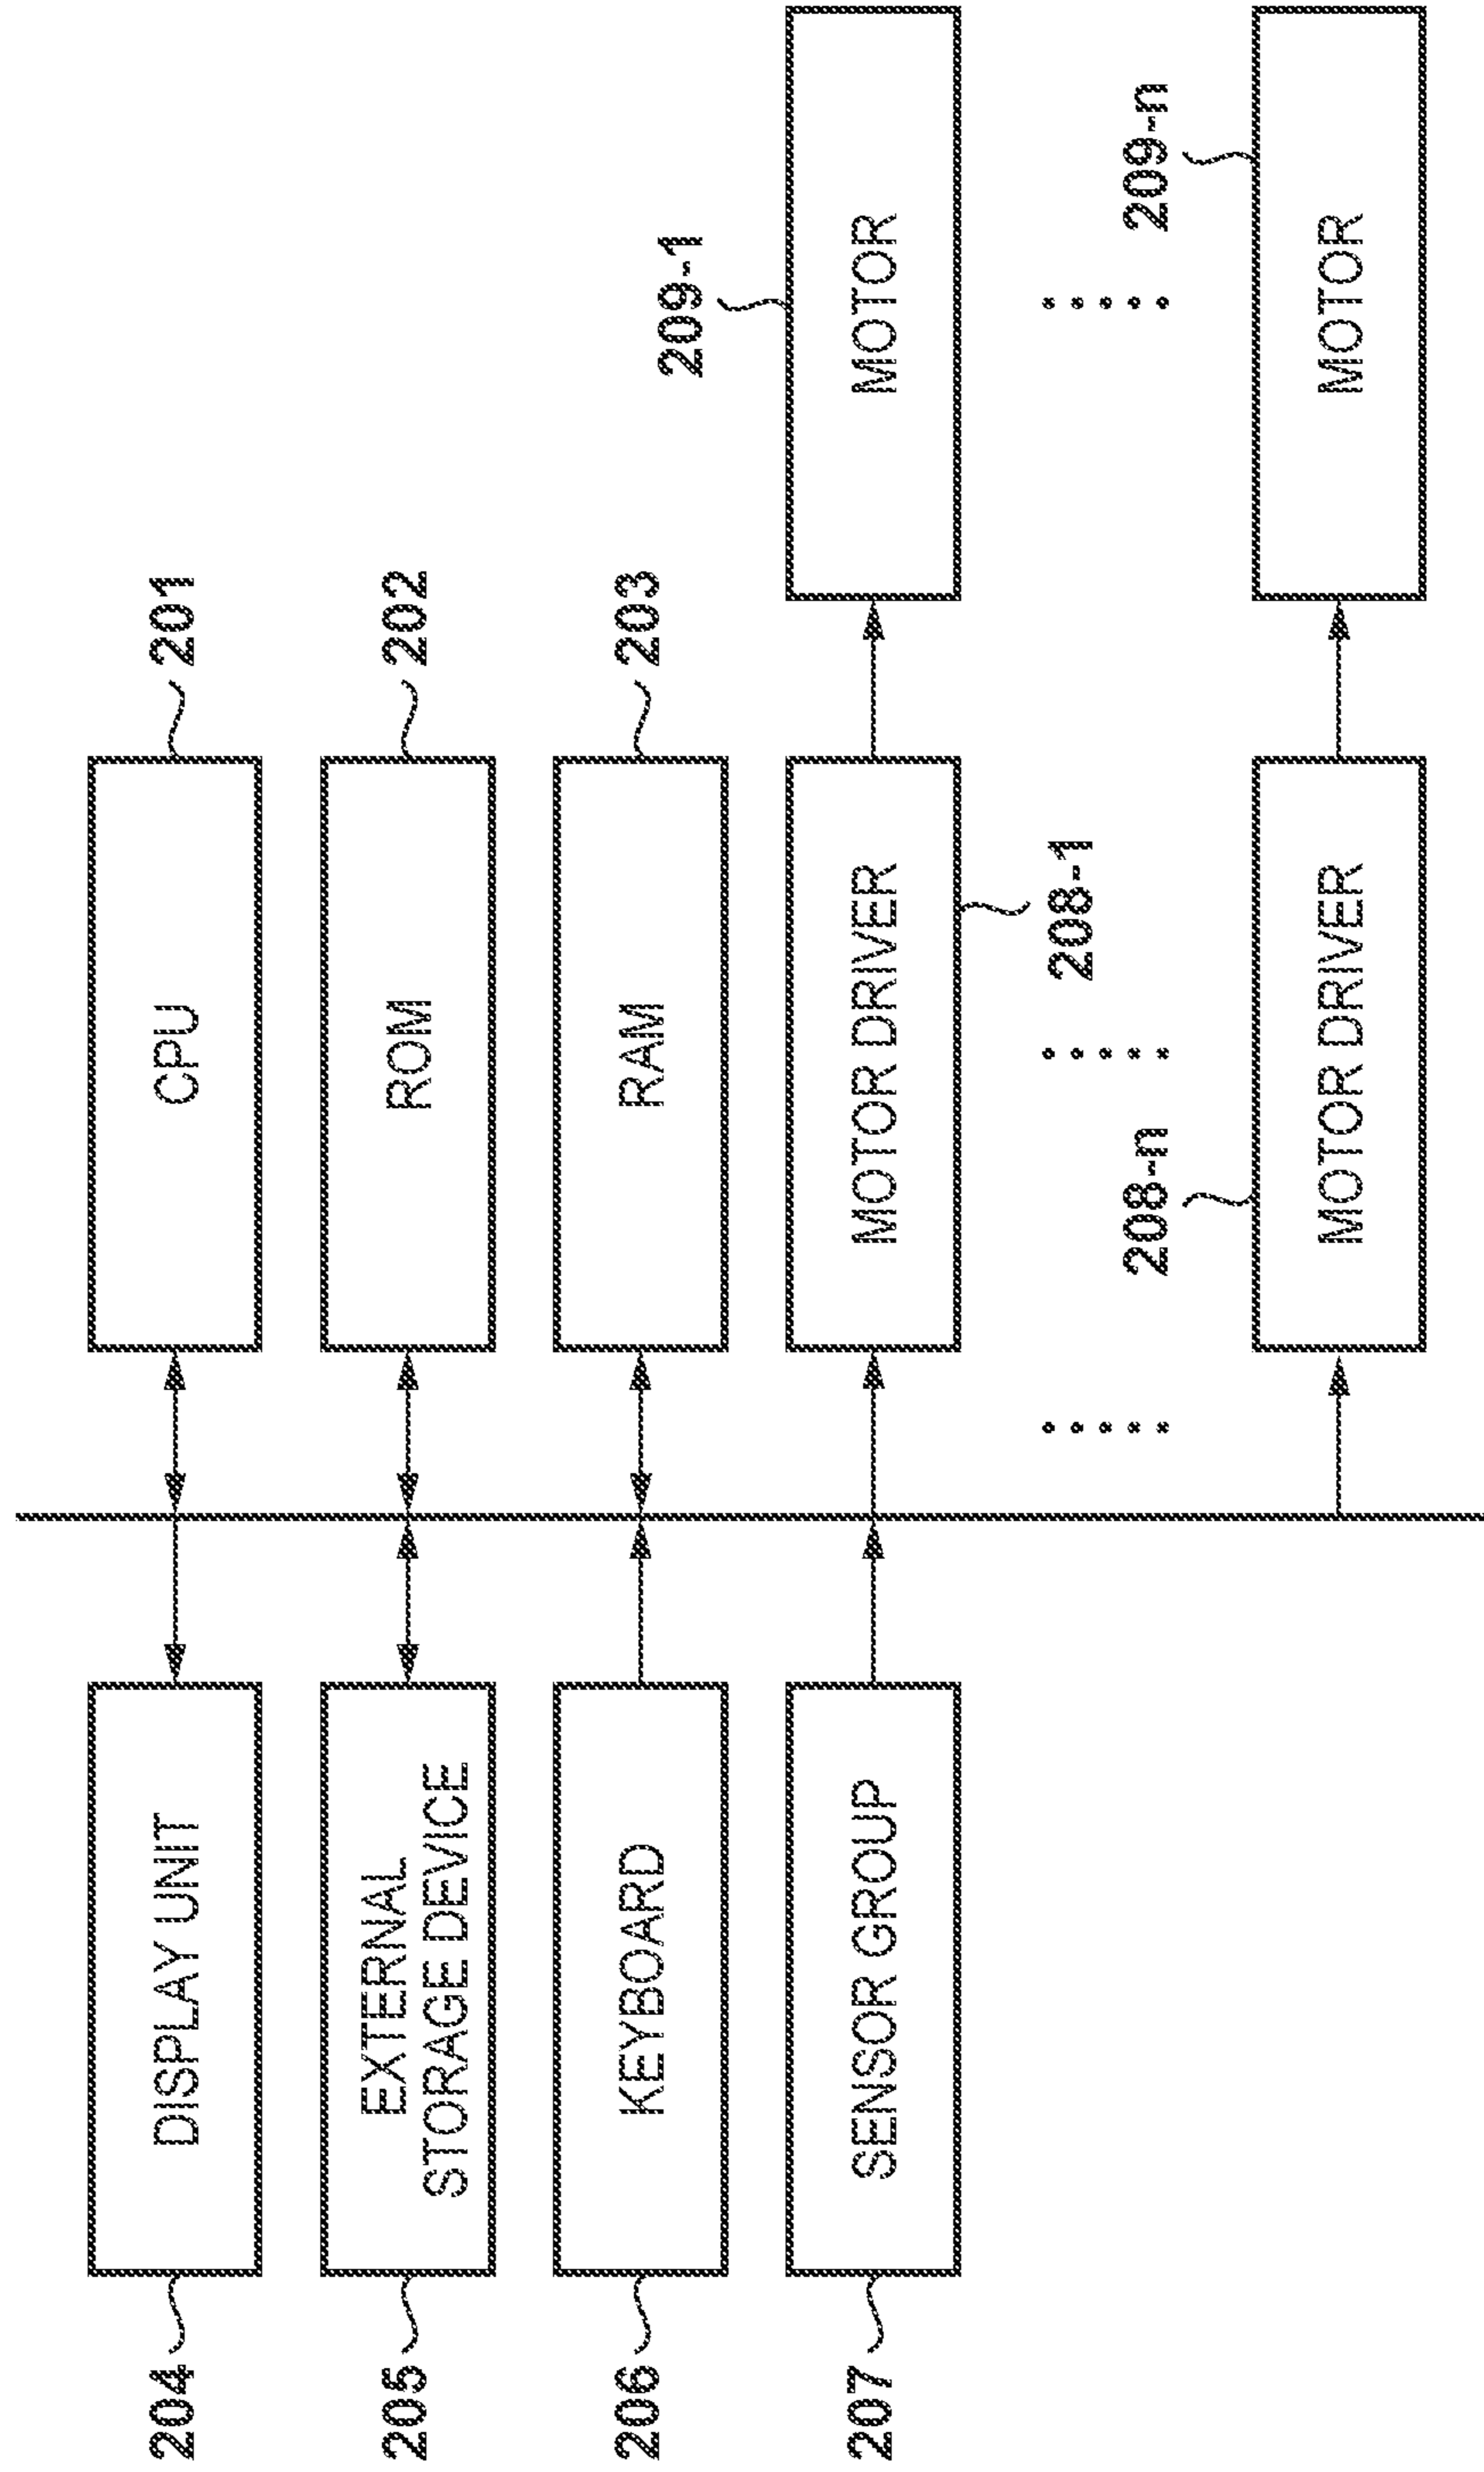 204
DISPLAY UNIT
CPU
201
205
EXTERNAL
STORAGE DEVICE
ROM
202
206
KEYBOARD
RAM
203
207
SENSOR GROUP
MOTOR DRIVER
208-1
MOTOR
209-1
208-n
MOTOR DRIVER
209-n
MOTOR